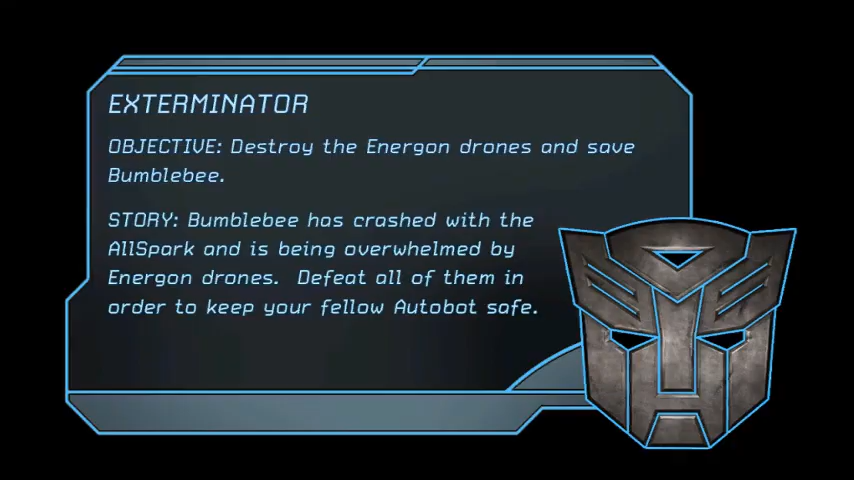 EXTERMINATOR
OBJECTIVE: Destroy the Energon drones and save
Bumblebee.
STORY: Bumblebee has crashed with the
AllSpark and is being overwhelmed by
Energon drones. Defeat all of them in
order to keep your fellow Autobot safe.